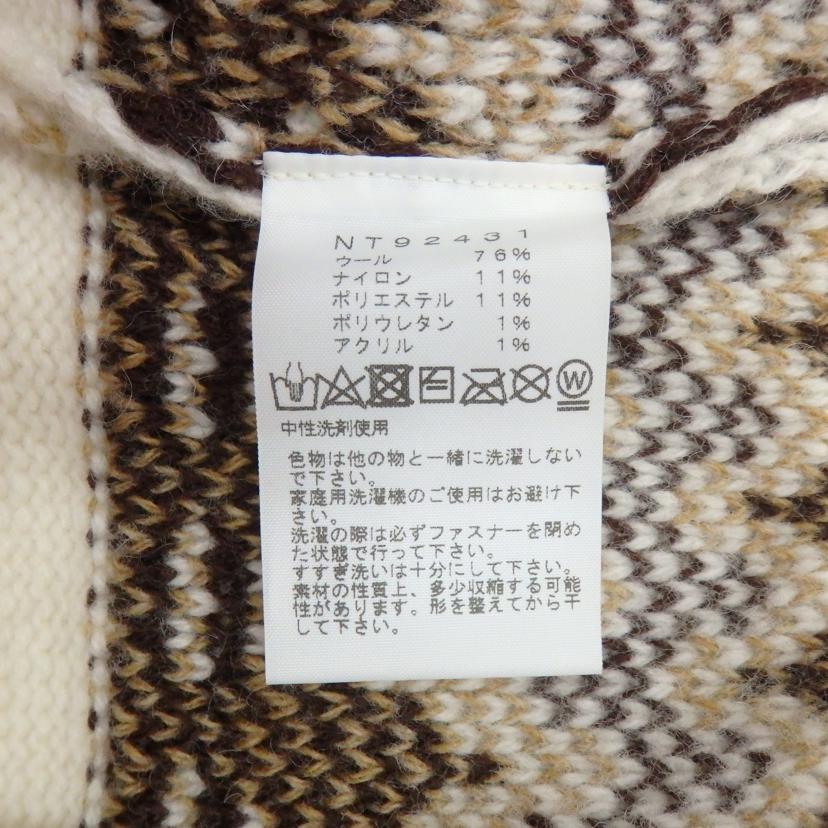 NT92431
ウール 76%
ナイロン 11%
ポリエステル 11%
ポリウレタン 1%
アクリル 1%
W
中性洗剤使用
色物は他の物と一緒に洗濯しない
で下さい。
家庭用洗濯機のご使用はお避け下
さい。
洗濯の際は必ずファスナーを閉め
た状態で行って下さい。
すすぎ洗いは十分にして下さい。
素材の性質上、多少収縮する可能
性があります。形を整えてから干
して下さい。